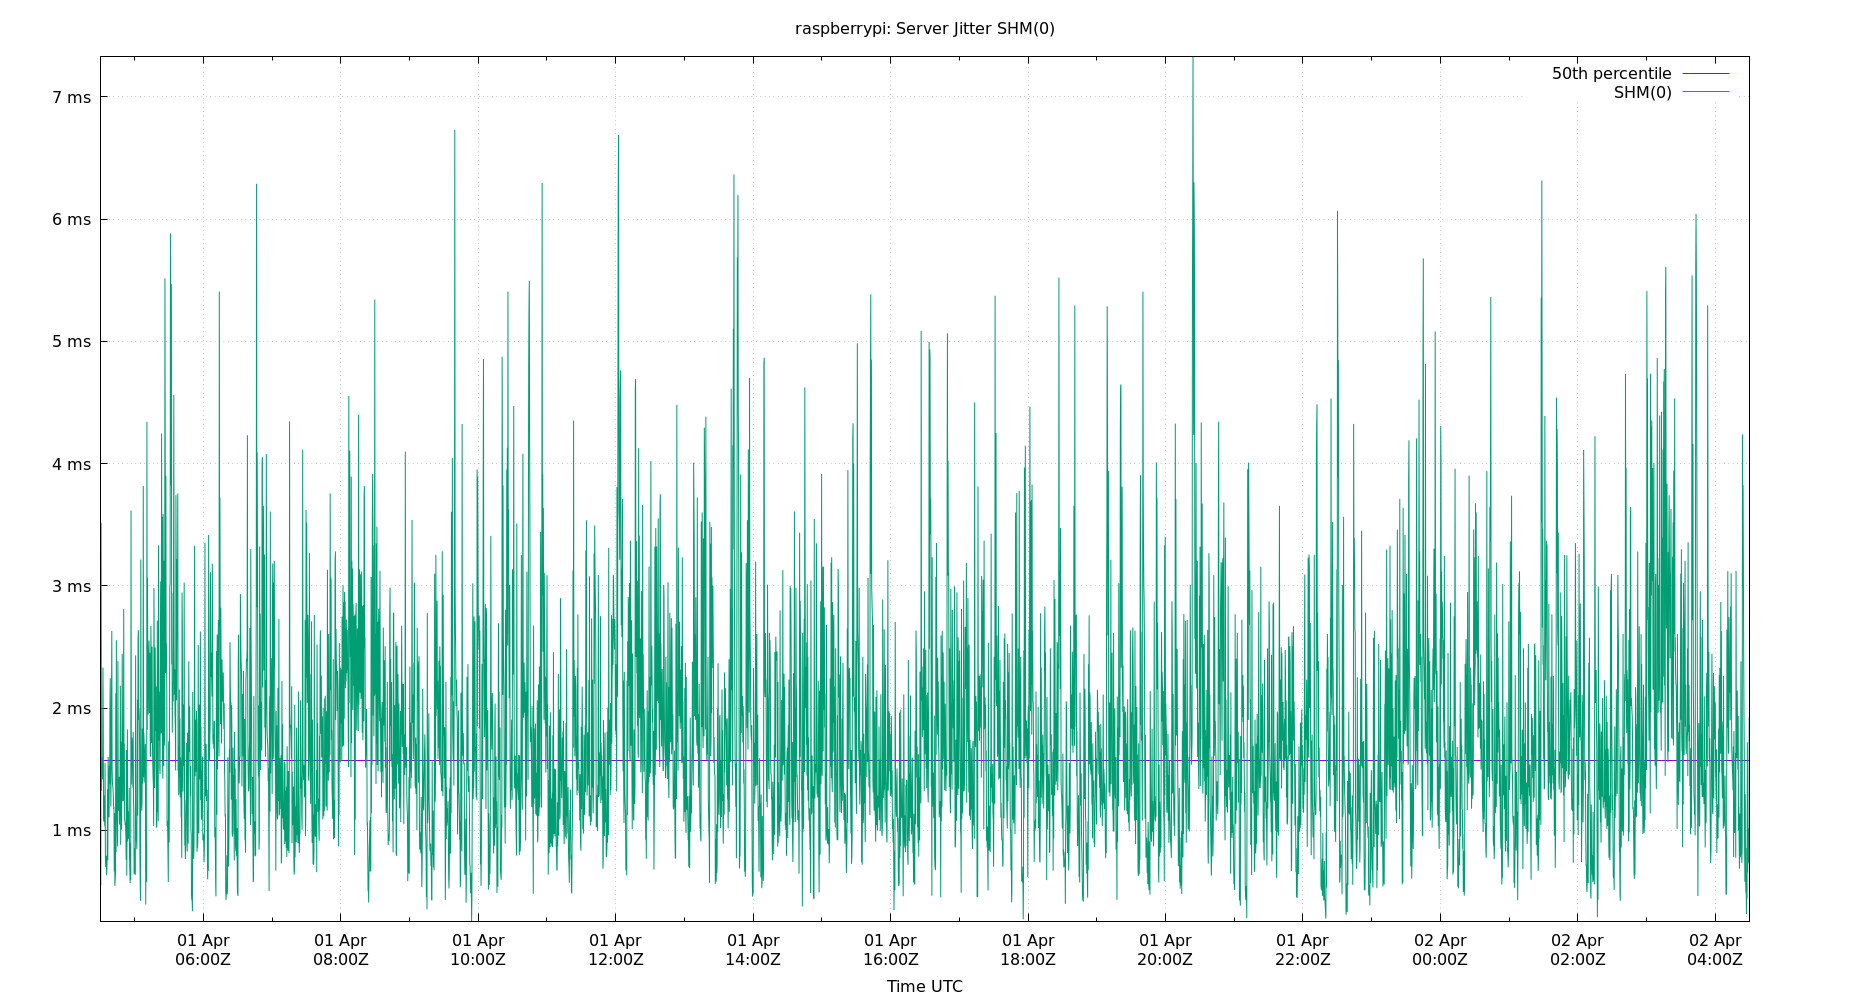 raspberrypi: Server Jitter SHM(0)
50th percentile
SHM(0)
7 ms
6 ms
5 ms
4 ms
3 ms
2 ms
1 ms
01 Apr 01 Apr 01 Apr 01 Apr 01 Apr 01 Apr 01 Apr 01 Apr 01 Apr 02 Apr 02 Apr 02 Apr
06:00Z 08:00Z 10:00Z 12:00Z 14:00Z 16:00Z 18:00Z 20:00Z 22:00Z 00:00Z 02:00Z 04:00Z
Time UTC